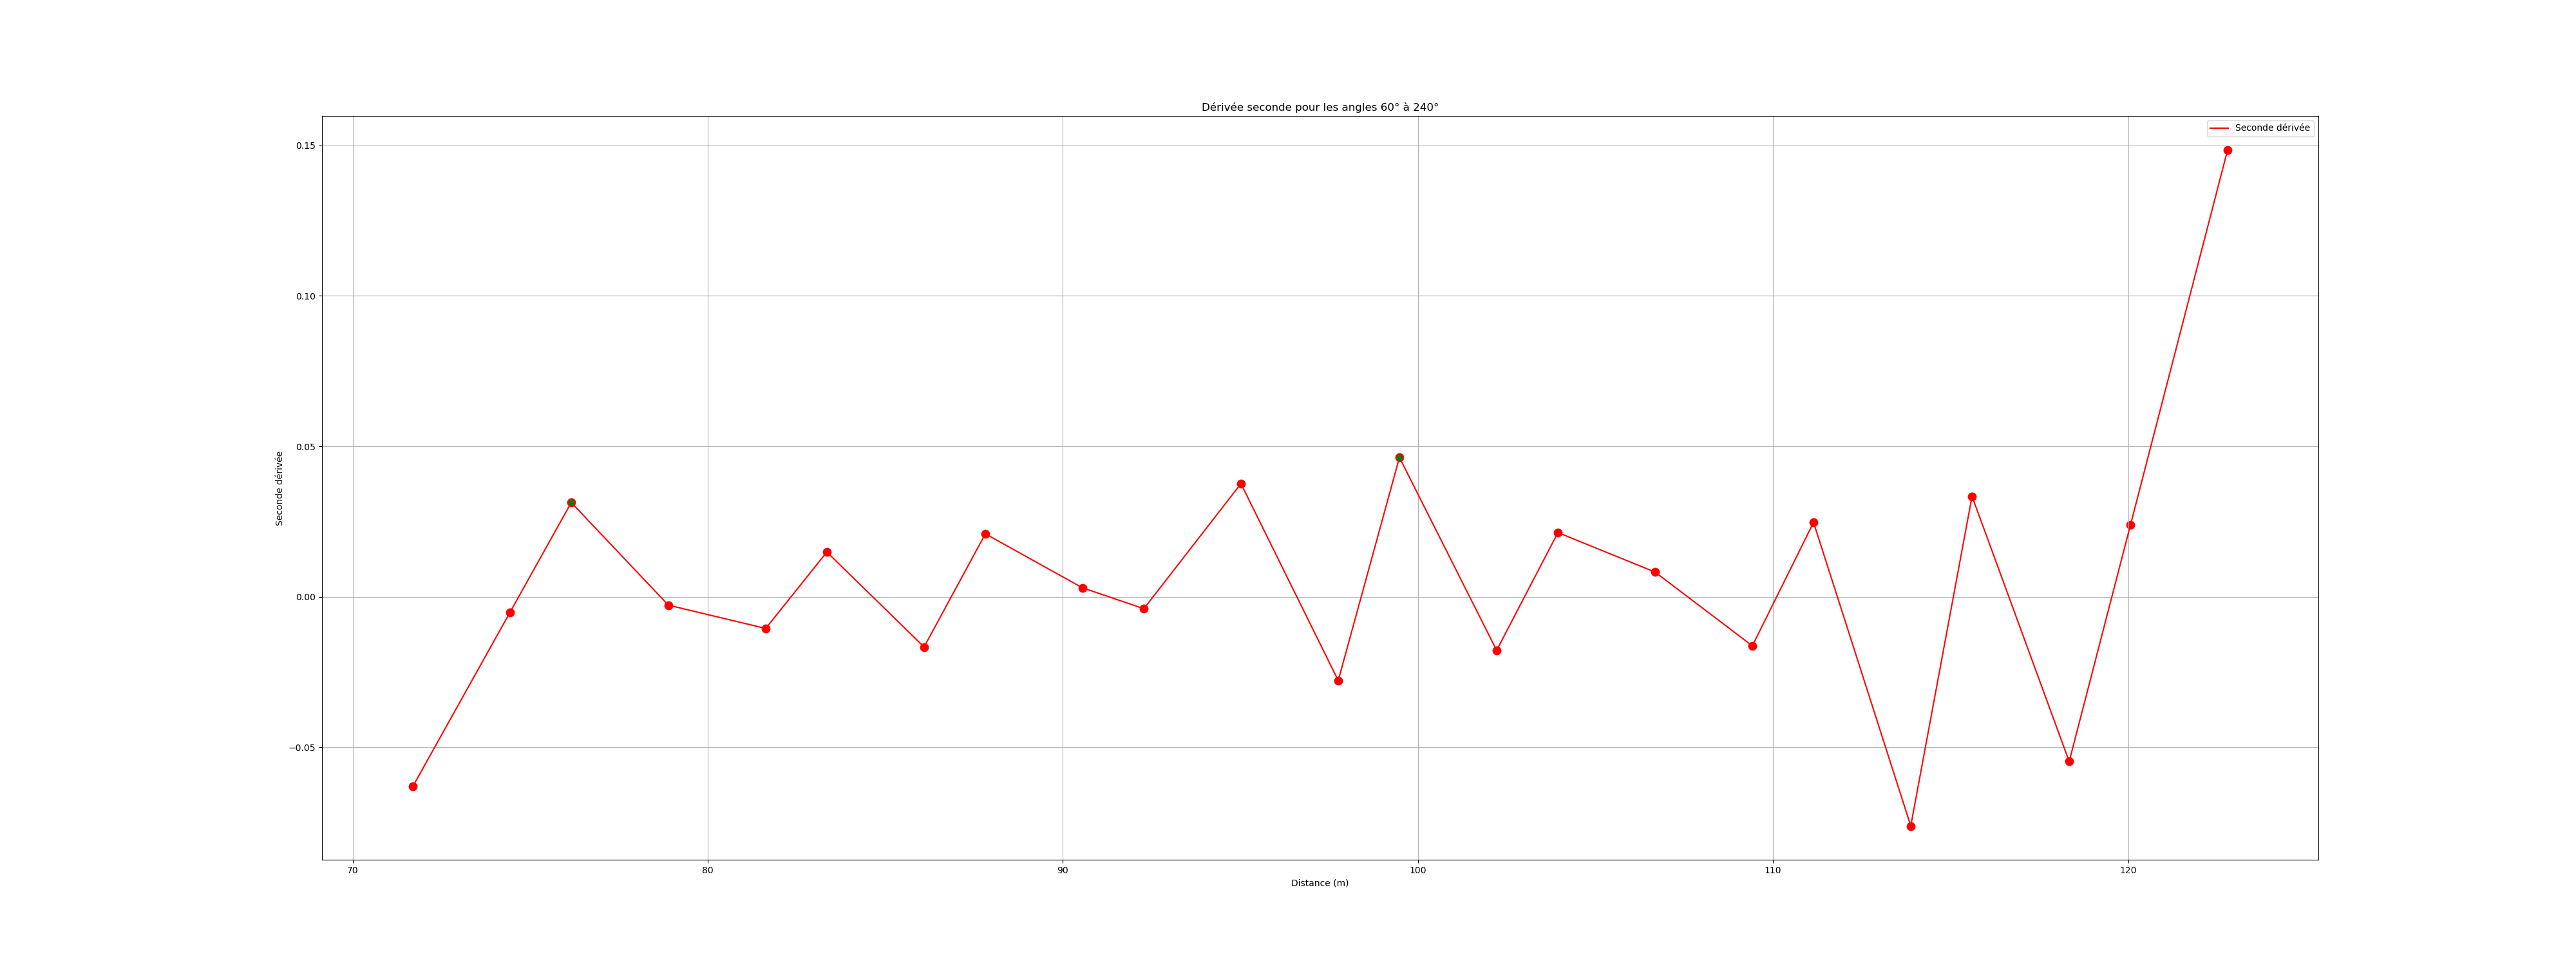 Dérivée seconde pour les angles 60° à 240°
Seconde dérivée
0.15
0.10
0.05
0.00
−0.05
Seconde dérivée
70 80 90 100 110 120
Distance (m)